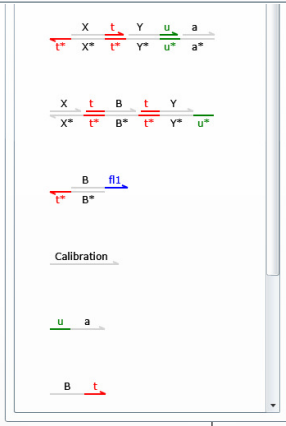 X t Y u a
t* X* t* Y* u* a*
X t B t Y
X* t* B* t* Y* u*
B fl1
t* B*
Calibration
u a
B t